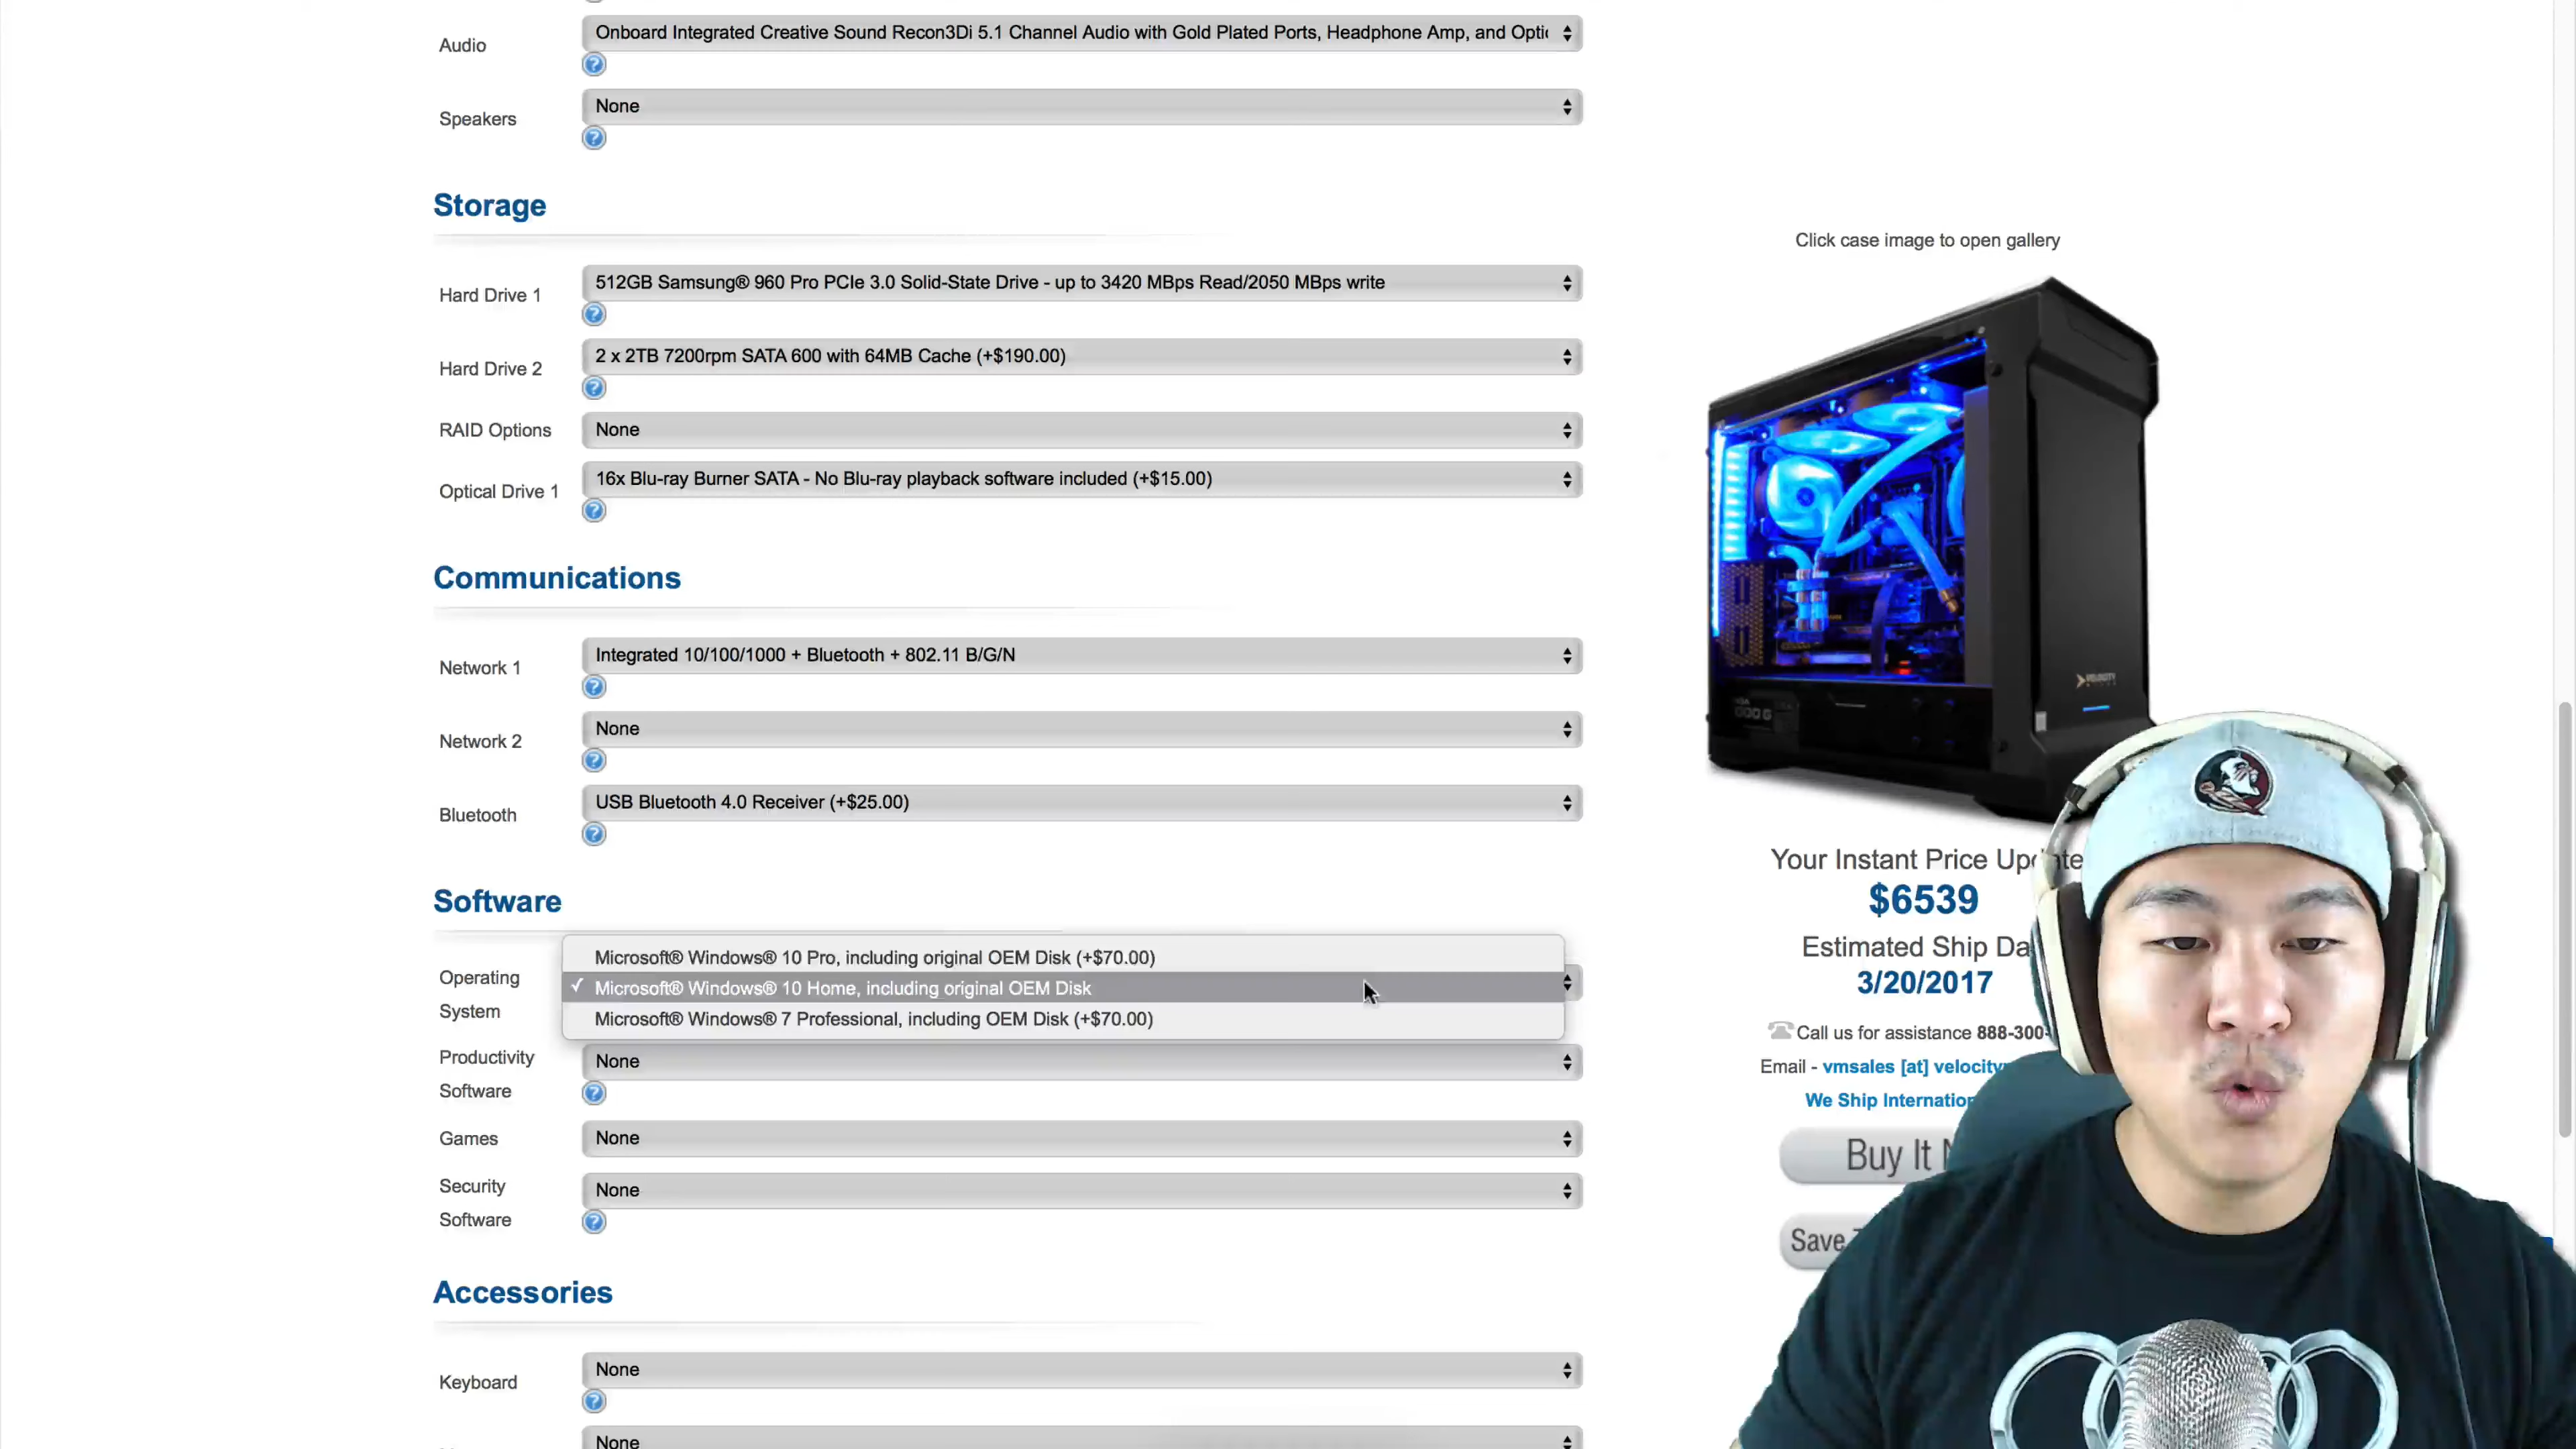 Audio
Onboard Integrated Creative Sound Recon3Di 5.1 Channel Audio with Gold Plated Ports, Headphone Amp, and Optic
Speakers
None
Storage
Click case image to open gallery
Hard Drive 1
512GB Samsung® 960 Pro PCIe 3.0 Solid-State Drive - up to 3420 MBps Read/2050 MBps write
Hard Drive 2
2 x 2TB 7200rpm SATA 600 with 64MB Cache (+$190.00)
RAID Options
None
Optical Drive 1
16x Blu-ray Burner SATA - No Blu-ray playback software included (+$15.00)
Communications
Network 1
Integrated 10/100/1000 + Bluetooth + 802.11 B/G/N
Network 2
None
Bluetooth
USB Bluetooth 4.0 Receiver (+$25.00)
VELOCITY
Your Instant Price Update
$6539
Estimated Ship Da
3/20/2017
Call us for assistance 888-300-
Email - vmsales [at] velocity
We Ship Internation
Buy It N
Save
Software
Operating
System
Microsoft® Windows® 10 Pro, including original OEM Disk (+$70.00)
✓ Microsoft® Windows® 10 Home, including original OEM Disk
Microsoft® Windows® 7 Professional, including OEM Disk (+$70.00)
Productivity
Software
None
Games
None
Security
Software
None
Accessories
Keyboard
None
None